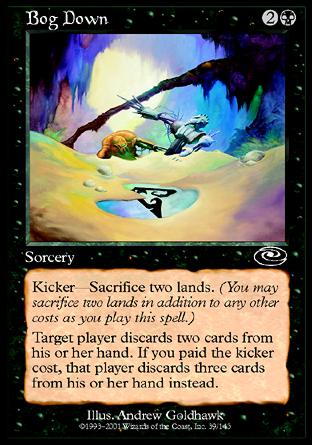 Bog Down 2
Sorcery
Kicker—Sacrifice two lands. (You may
sacrifice two lands in addition to any other
costs as you play this spell.)
Target player discards two cards from
his or her hand. If you paid the kicker
cost, that player discards three cards
from his or her hand instead.
Illus. Andrew Goldhawk
©1993–2001 Wizards of the Coast, Inc. 39/143